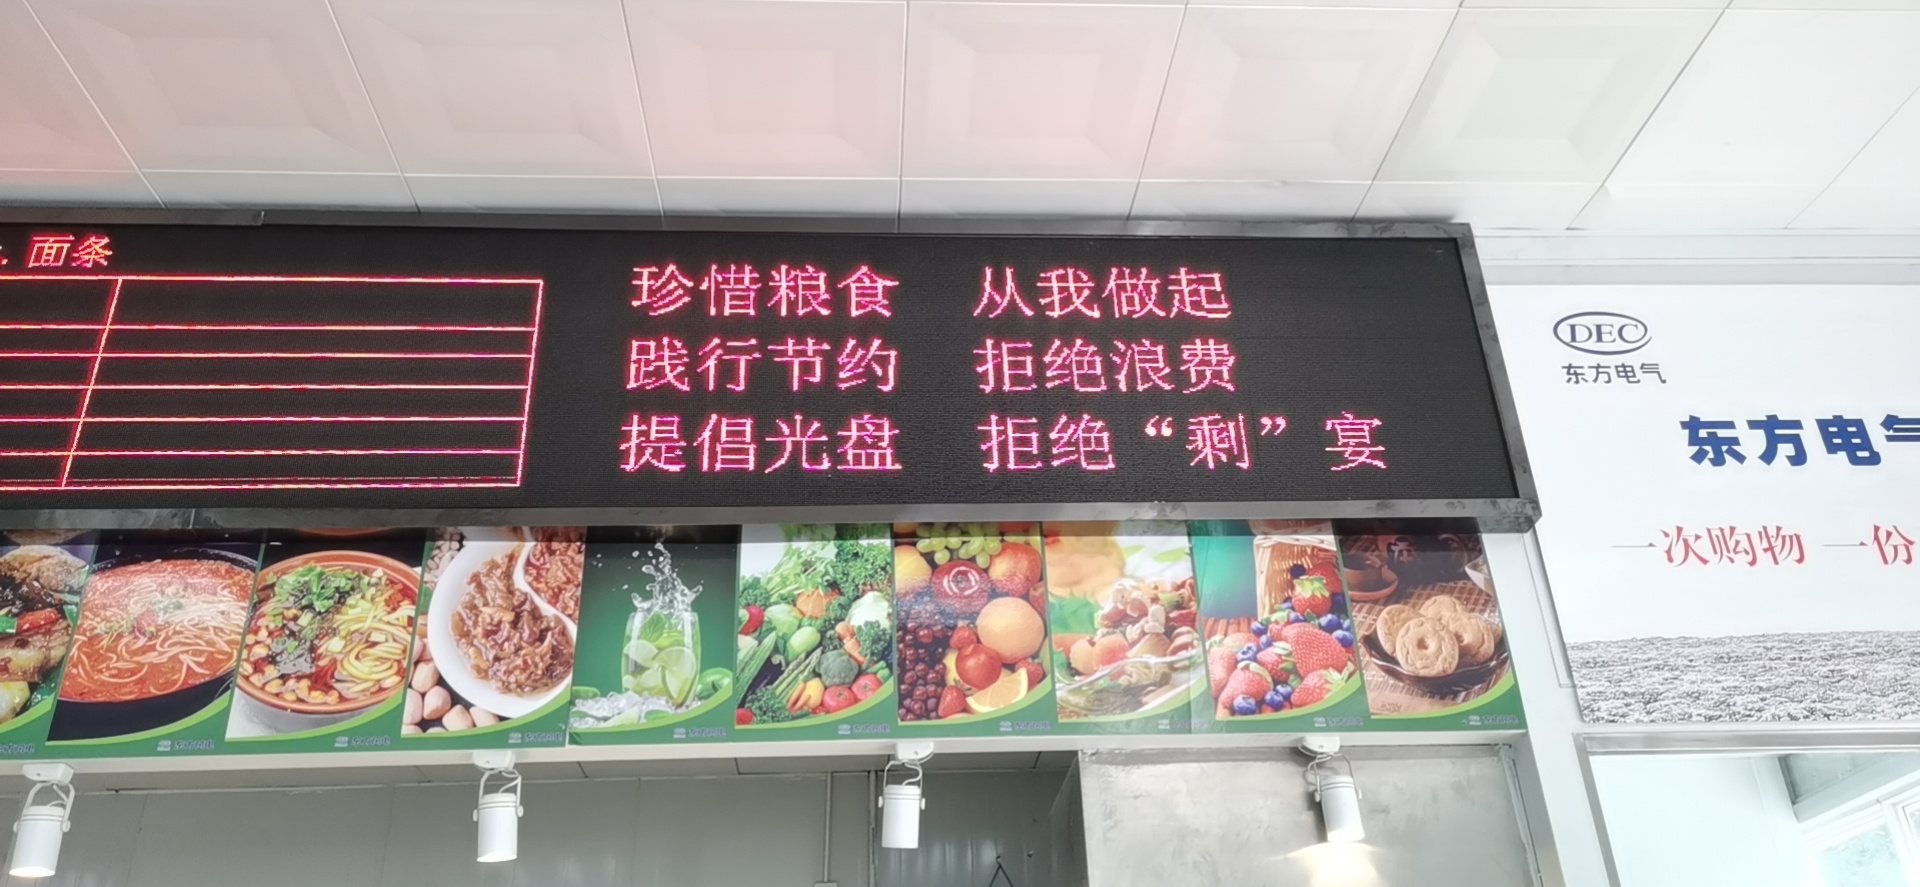 面条
珍惜粮食 从我做起
践行节约 拒绝浪费
提倡光盘 拒绝“剩”宴
DEC
东方电气
东方电气
一次购物 一份